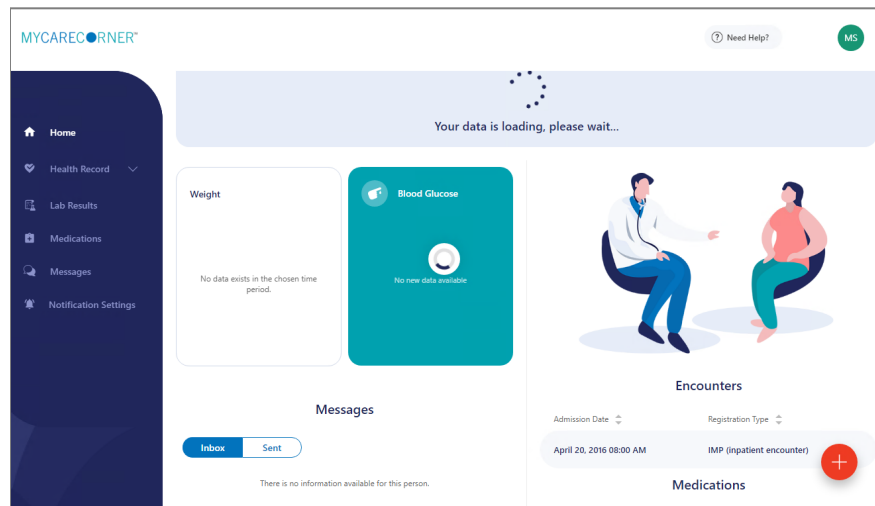 MYCARECORNER™
Need Help?
MS
Home
Health Record
Lab Results
Medications
Messages
Notification Settings
Your data is loading, please wait...
Weight
No data exists in the chosen time
period.
Blood Glucose
No new data available
Messages
Inbox
Sent
There is no information available for this person.
Encounters
Admission Date
Registration Type
April 20, 2016 08:00 AM
IMP (inpatient encounter)
Medications